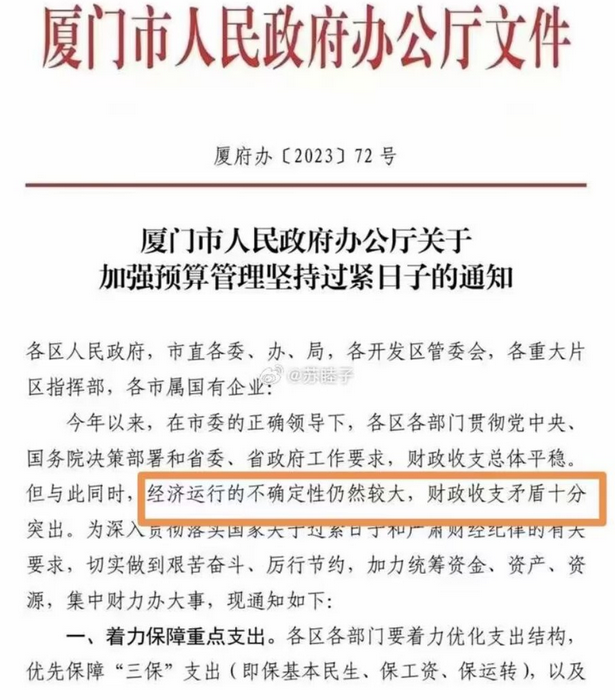 厦门市人民政府办公厅文件
厦府办〔2023〕72号
厦门市人民政府办公厅关于
加强预算管理坚持过紧日子的通知
各区人民政府，市直各委、办、局，各开发区管委会，各重大片
区指挥部，各市属国有企业：
@苏睦子
今年以来，在市委的正确领导下，各区各部门贯彻党中央、
国务院决策部署和省委、省政府工作要求，财政收支总体平稳。
但与此同时，经济运行的不确定性仍然较大，财政收支矛盾十分
突出。为深入贯彻落实国家关于过紧日子和严肃财经纪律的有关
要求，切实做到艰苦奋斗、厉行节约，加力统筹资金、资产、资
源，集中财力办大事，现通知如下：
一、着力保障重点支出。各区各部门要着力优化支出结构，
优先保障“三保”支出（即保基本民生、保工资、保运转），以及